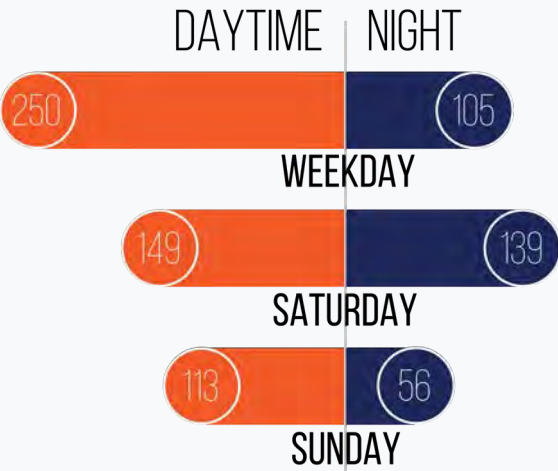 DAYTIME NIGHT
250 105
WEEKDAY
149 139
SATURDAY
113 56
SUNDAY